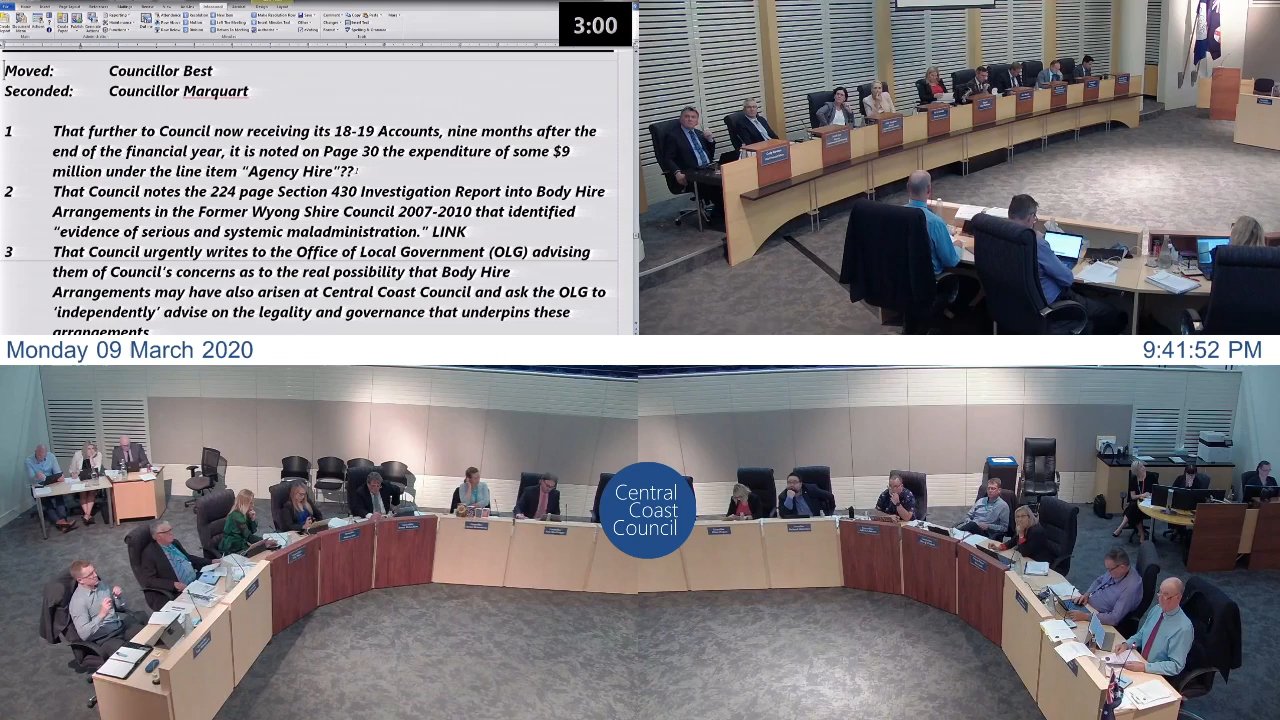 3:00
Moved: Councillor Best
Seconded: Councillor Marquart
1 That further to Council now receiving its 18-19 Accounts, nine months after the
end of the financial year, it is noted on Page 30 the expenditure of some $9
million under the line item “Agency Hire”??
2 That Council notes the 224 page Section 430 Investigation Report into Body Hire
Arrangements in the Former Wyong Shire Council 2007-2010 that identified
“evidence of serious and systemic maladministration.” LINK
3 That Council urgently writes to the Office of Local Government (OLG) advising
them of Council’s concerns as to the real possibility that Body Hire
Arrangements may have also arisen at Central Coast Council and ask the OLG to
‘independently’ advise on the legality and governance that underpins these
arrangements
Monday 09 March 2020
9:41:52 PM
Central
Coast
Council